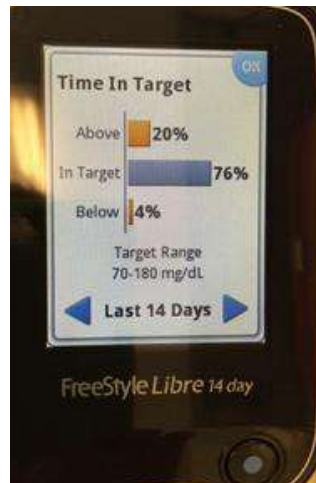 OK
Time In Target
Above 20%
In Target 76%
Below 4%
Target Range
70-180 mg/dL
Last 14 Days
FreeStyle Libre 14 day